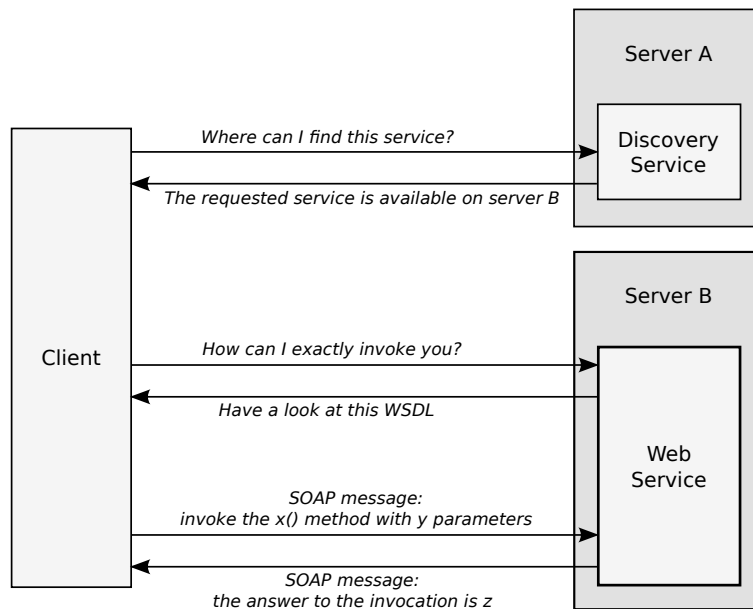 Server A
Discovery
Service
Where can I find this service?
The requested service is available on server B
Server B
Client
How can I exactly invoke you?
Have a look at this WSDL
Web
Service
SOAP message:
invoke the x() method with y parameters
SOAP message:
the answer to the invocation is z